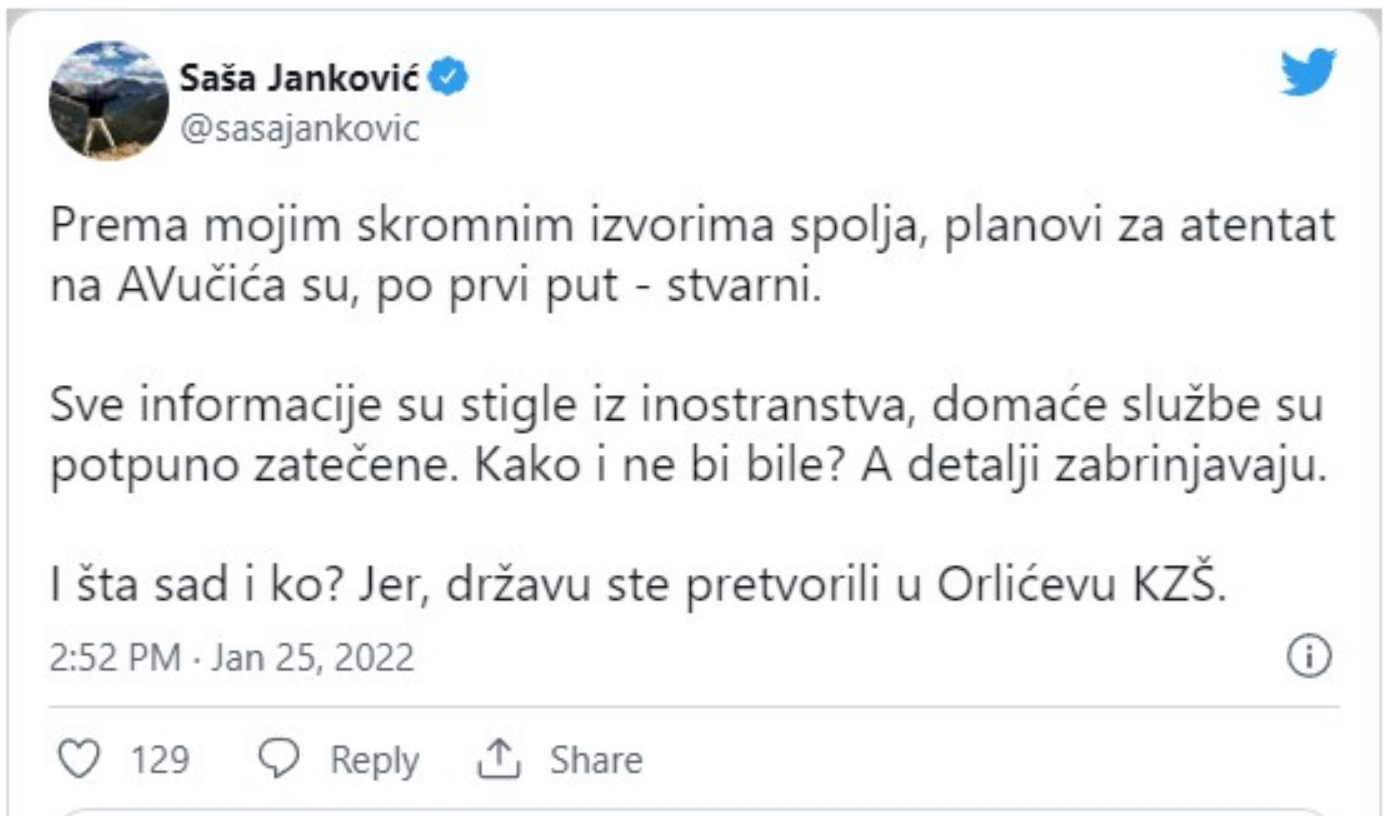 Saša Janković
@sasajankovic
Prema mojim skromnim izvorima spolja, planovi za atentat
na AVučića su, po prvi put - stvarni.
Sve informacije su stigle iz inostranstva, domaće službe su
potpuno zatečene. Kako i ne bi bile? A detalji zabrinjavaju.
I šta sad i ko? Jer, državu ste pretvorili u Orlićevu KZŠ.
2:52 PM · Jan 25, 2022
129 Reply Share